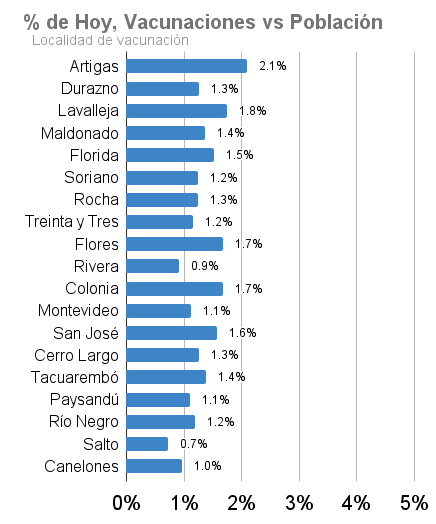 % de Hoy, Vacunaciones vs Población
Localidad de vacunación
Artigas 2.1%
Durazno 1.3%
Lavalleja 1.8%
Maldonado 1.4%
Florida 1.5%
Soriano 1.2%
Rocha 1.3%
Treinta y Tres 1.2%
Flores 1.7%
Rivera 0.9%
Colonia 1.7%
Montevideo 1.1%
San José 1.6%
Cerro Largo 1.3%
Tacuarembó 1.4%
Paysandú 1.1%
Río Negro 1.2%
Salto 0.7%
Canelones 1.0%
0% 1% 2% 3% 4% 5%